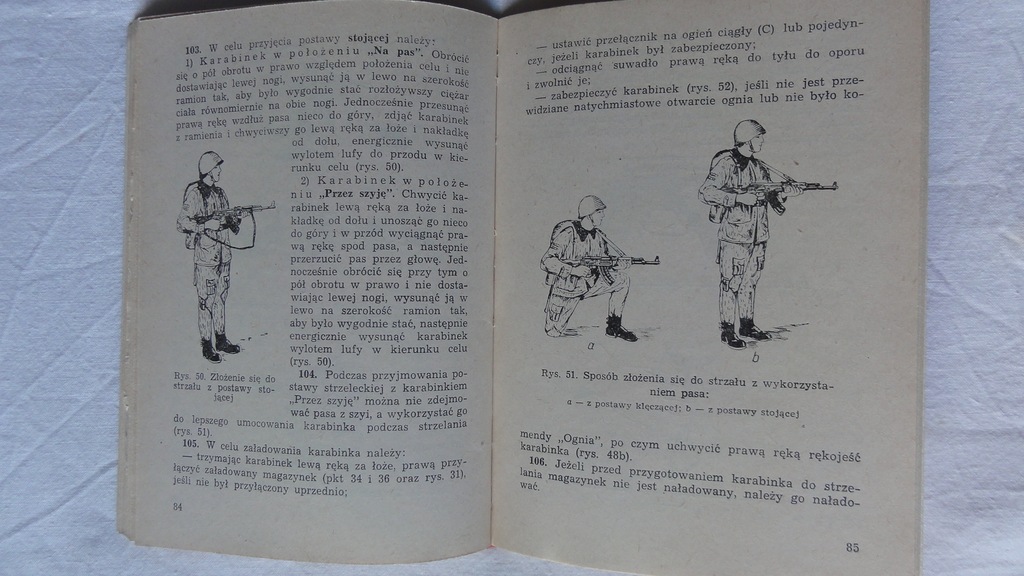 103. W celu przyjęcia postawy stojącej należy:
1) Karabinek w położeniu „Na pas". Obrócić
się o pół obrotu w prawo względem położenia celu i nie
dostawiając lewej nogi, wysunąć ją w lewo na szerokość
ramion tak, aby było wygodnie stać rozłożywszy ciężar
ciała równomiernie na obie nogi. Jednocześnie przesunąć
prawą rękę wzdłuż pasa nieco do góry, zdjąć karabinek
z ramienia i chwyciwszy go lewą ręką za łoże i nakładkę
od dołu, energicznie wysunąć
wylotem lufy do przodu w kie-
runku celu (rys. 50).
2) Karabinek w położe-
niu „Przez szyję". Chwycić ka-
rabinek lewą ręką za łoże i na-
kładkę od dołu i unosząc go nieco
do góry i w przód wyciągnąć pra-
wą rękę spod pasa, a następnie
przerzucić pas przez głowę. Jed-
nocześnie obrócić się przy tym o
pół obrotu w prawo i nie dosta-
wiając lewej nogi, wysunąć ją w
lewo na szerokość ramion tak,
aby było wygodnie stać, następnie
energicznie wysunąć karabinek
wylotem lufy w kierunku celu
(rys. 50).
Rys. 50. Złożenie się do
strzału z postawy sto-
jącej
104. Podczas przyjmowania po-
stawy strzeleckiej z karabinkiem
„Przez szyję" można nie zdejmo-
wać pasa z szyi, a wykorzystać go
do lepszego umocowania karabinka podczas strzelania
(rys. 51).
105. W celu załadowania karabinka należy:
— trzymając karabinek lewą ręką za łoże, prawą przy-
łączyć załadowany magazynek (pkt 34 i 36 oraz rys. 31),
jeśli nie był przyłączony uprzednio;
84
— ustawić przełącznik na ogień ciągły (C) lub pojedyn-
czy, jeżeli karabinek był zabezpieczony;
— odciągnąć suwadło prawą ręką do tyłu do oporu
i zwolnić je;
— zabezpieczyć karabinek (rys. 52), jeśli nie jest prze-
widziane natychmiastowe otwarcie ognia lub nie było ko-
a
b
Rys. 51. Sposób złożenia się do strzału z wykorzysta-
niem pasa:
a — z postawy klęczącej; b — z postawy stojącej
mendy „Ognia", po czym uchwycić prawą ręką rękojeść
karabinka (rys. 48b).
106. Jeżeli przed przygotowaniem karabinka do strze-
lania magazynek nie jest naładowany, należy go nałado-
wać.
85